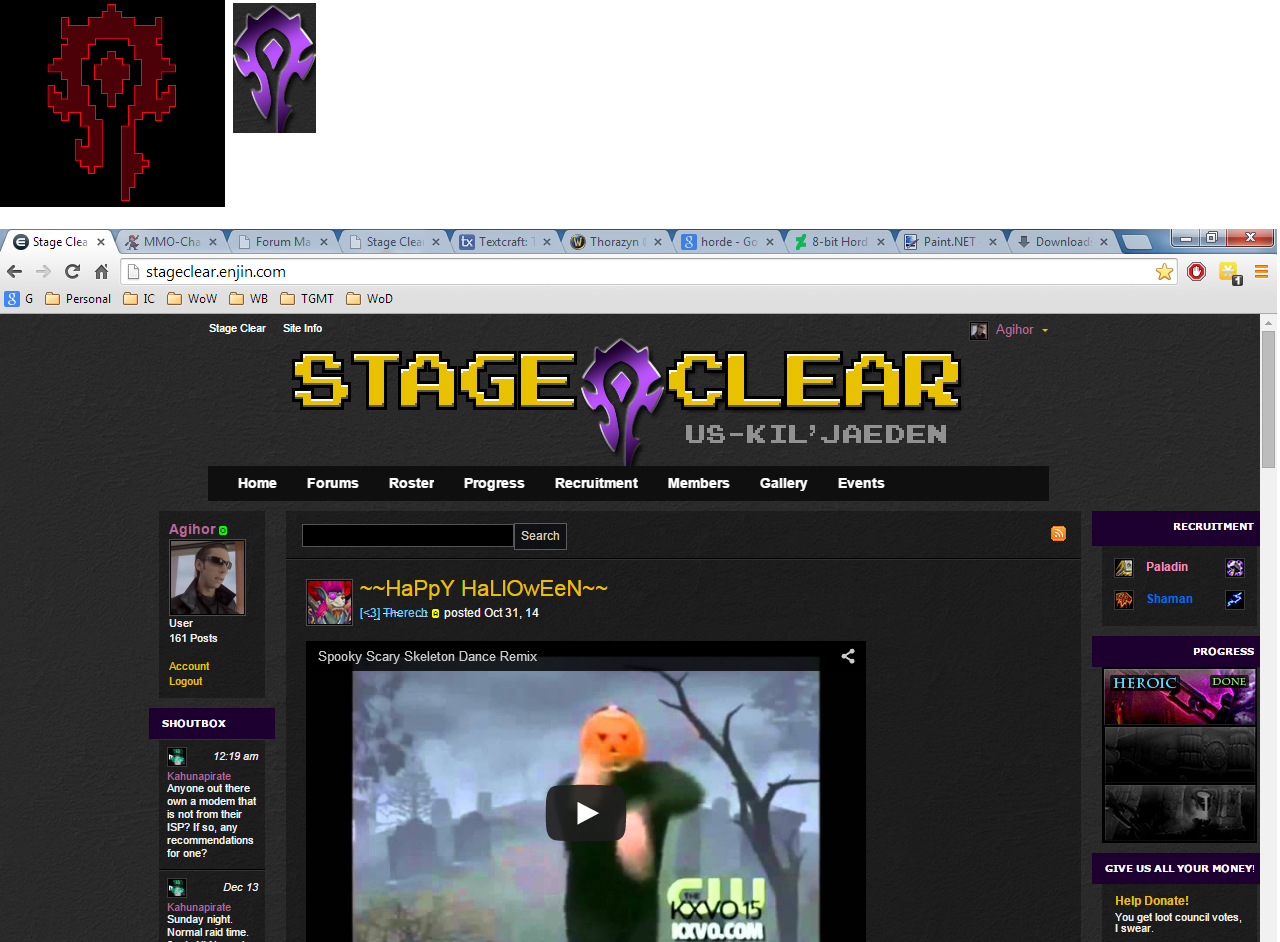 Stage Clea
MMO-Cha
Forum Ma
Stage Clea
Textcraft: T
Thorazyn
horde - Go
8-bit Hord
Paint.NET
Download
stageclear.enjin.com
1
G
Personal
IC
WoW
WB
TGMT
WoD
Stage Clear
Site Info
Agihor
STAGE CLEAR
US-KIL'JAEDEN
Home
Forums
Roster
Progress
Recruitment
Members
Gallery
Events
Agihor
User
161 Posts
Account
Logout
SHOUTBOX
12:19 am
Kahunapirate
Anyone out there
own a modem that
is not from their
ISP? If so, any
recommendations
for one?
Dec 13
Kahunapirate
Sunday night.
Normal raid time.
Search
~~HaPpY HaLlOwEeN~~
[<3] Therech posted Oct 31, 14
Spooky Scary Skeleton Dance Remix
THE
CW
KXVO 15
KXVO.COM
RECRUITMENT
Paladin
Shaman
PROGRESS
HEROIC DONE
GIVE US ALL YOUR MONEY!
Help Donate!
You get loot council votes,
I swear.